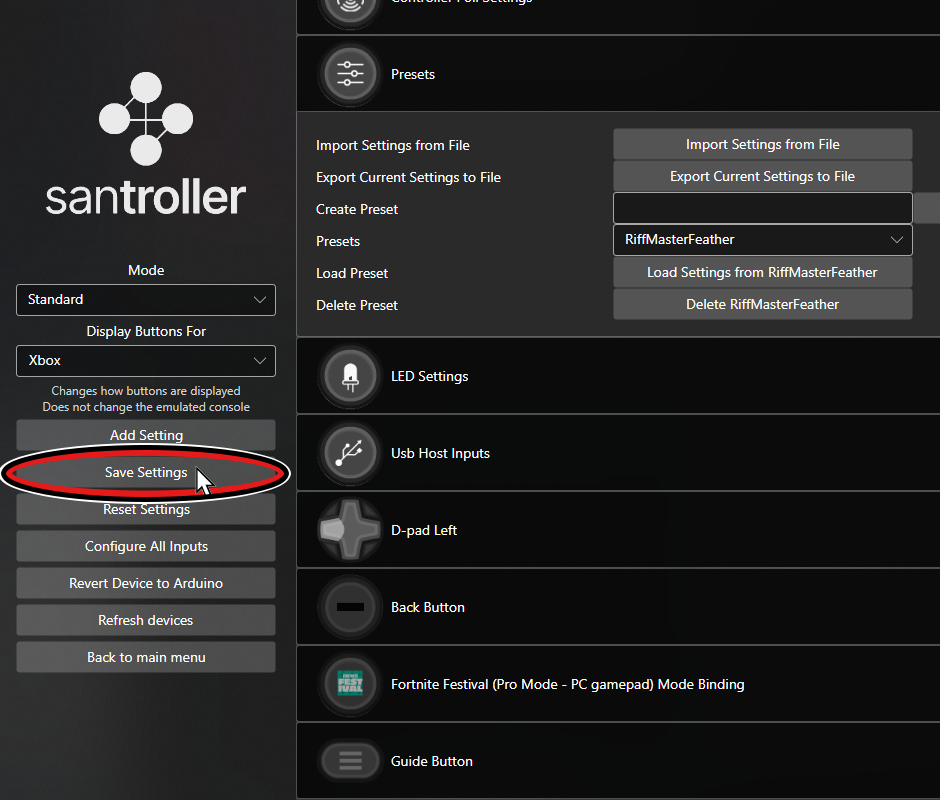 santroller
Mode
Standard
Display Buttons For
Xbox
Changes how buttons are displayed
Does not change the emulated console
Add Setting
Save Settings
Reset Settings
Configure All Inputs
Revert Device to Arduino
Refresh devices
Back to main menu
Controller Poll Settings
Presets
Import Settings from File
Import Settings from File
Export Current Settings to File
Export Current Settings to File
Create Preset
Presets
RiffMasterFeather
Load Preset
Load Settings from RiffMasterFeather
Delete Preset
Delete RiffMasterFeather
LED Settings
Usb Host Inputs
D-pad Left
Back Button
FESTIVAL
Fortnite Festival (Pro Mode - PC gamepad) Mode Binding
Guide Button